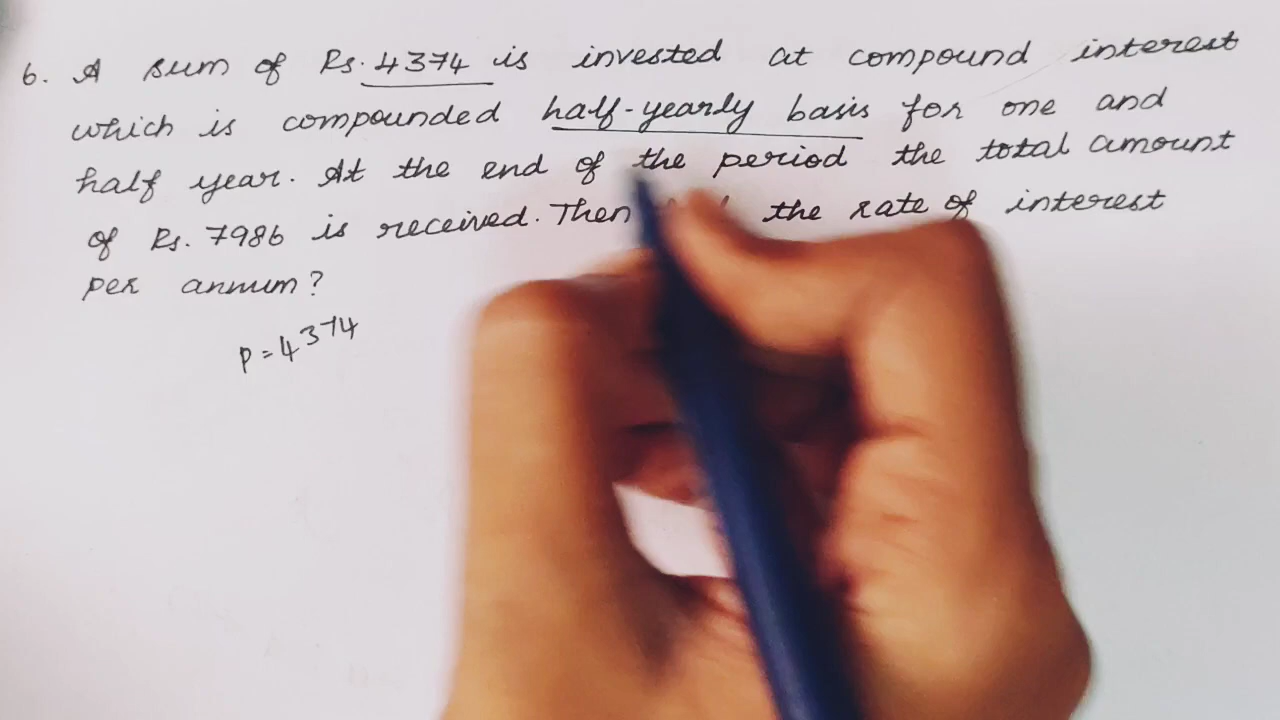 6. A sum of Rs. 4374 is invested at compound interest
which is compounded half-yearly basis for one and
half year. At the end of the period the total amount
of Rs. 7986 is received. Then the rate of interest
per annum?
P = 4374